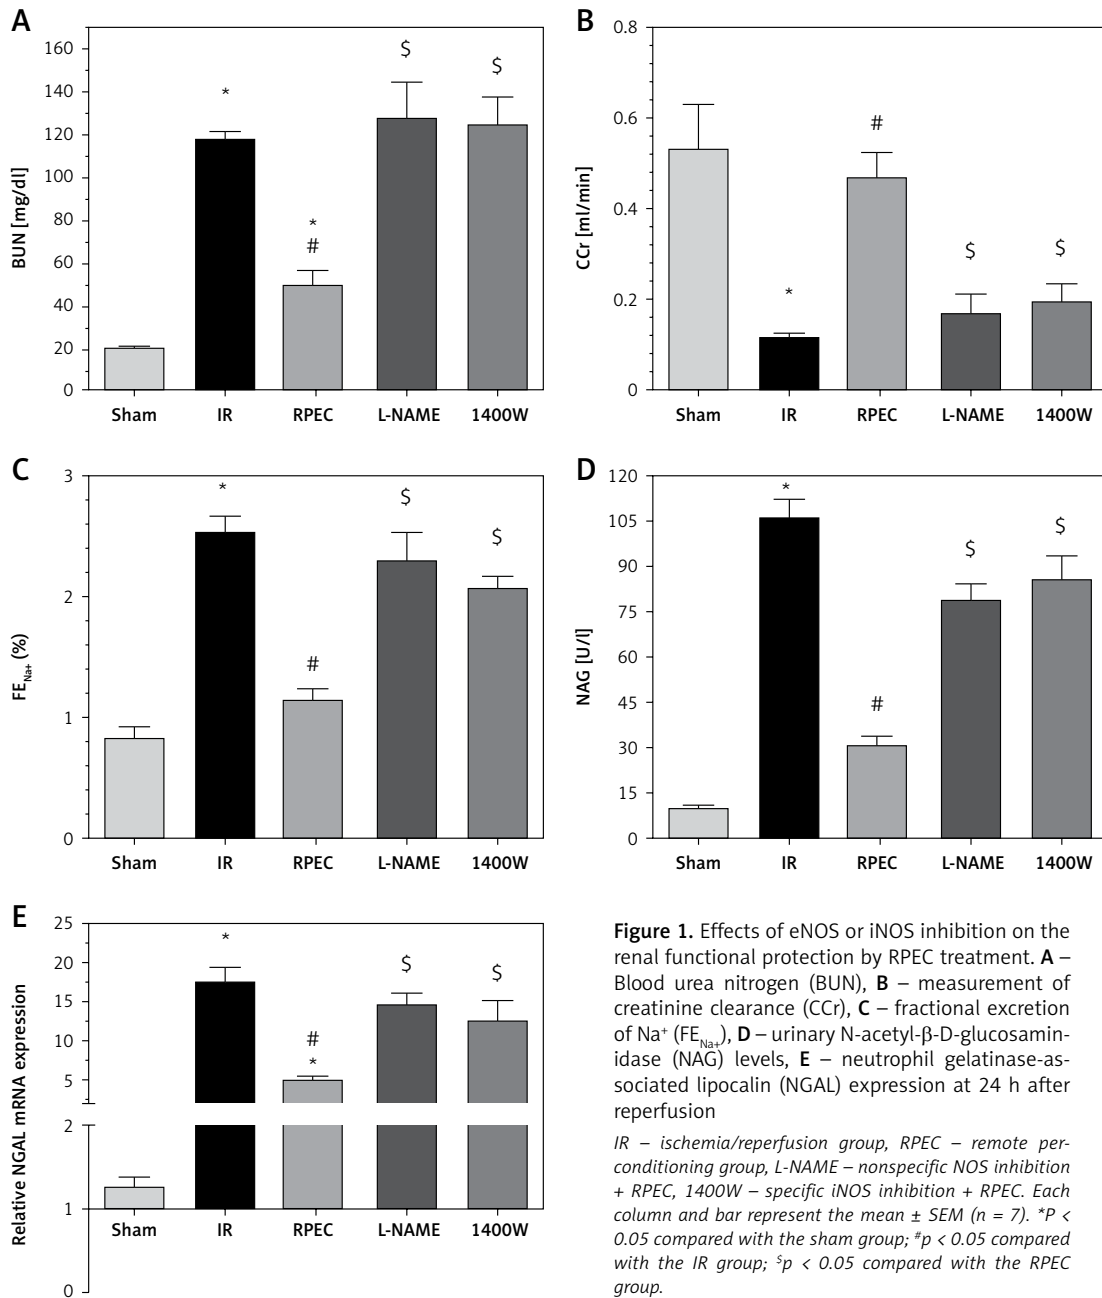 A
BUN [mg/dl]
160
140
120
100
80
60
40
20
0
*
*
#
$
$
Sham IR RPEC L-NAME 1400W
B
CCr [ml/min]
0.8
0.6
0.4
0.2
0
*
#
$
$
Sham IR RPEC L-NAME 1400W
C
FENa+ (%)
3
2
1
0
*
#
$
$
Sham IR RPEC L-NAME 1400W
D
NAG [U/l]
120
105
90
75
60
45
30
15
0
*
#
$
$
Sham IR RPEC L-NAME 1400W
E
Relative NGAL mRNA expression
25
20
15
10
5
2
1
0
*
#
*
$
$
Sham IR RPEC L-NAME 1400W
Figure 1. Effects of eNOS or iNOS inhibition on the
renal functional protection by RPEC treatment. A –
Blood urea nitrogen (BUN), B – measurement of
creatinine clearance (CCr), C – fractional excretion
of Na+ (FENa+), D – urinary N-acetyl-β-D-glucosamin-
idase (NAG) levels, E – neutrophil gelatinase-as-
sociated lipocalin (NGAL) expression at 24 h after
reperfusion
IR – ischemia/reperfusion group, RPEC – remote per-
conditioning group, L-NAME – nonspecific NOS inhibition
+ RPEC, 1400W – specific iNOS inhibition + RPEC. Each
column and bar represent the mean ± SEM (n = 7). *P <
0.05 compared with the sham group; #p < 0.05 compared
with the IR group; $p < 0.05 compared with the RPEC
group.